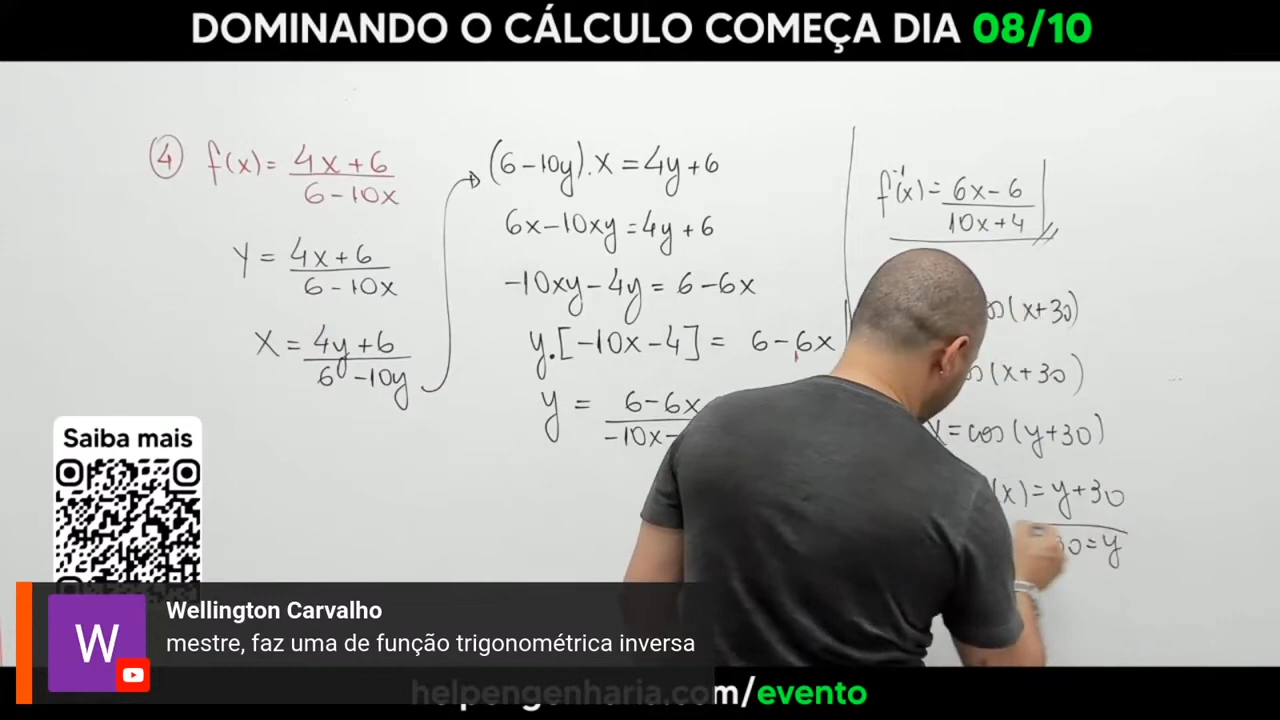 DOMINANDO O CÁLCULO COMEÇA DIA 08/10
④ f(x) = (4x + 6)/(6 - 10x)
y = (4x + 6)/(6 - 10x)
x = (4y + 6)/(6 - 10y)
(6 - 10y).x = 4y + 6
6x - 10xy = 4y + 6
-10xy - 4y = 6 - 6x
y.[-10x - 4] = 6 - 6x
y = (6 - 6x)/(-10x -
f⁻¹(x) = (6x - 6)/(10x + 4)
(x + 30)
(x + 30)
x = cos(y + 30)
(x) = y + 30
30 = y
Saiba mais
W
Wellington Carvalho
mestre, faz uma de função trigonométrica inversa
helpengenharia.com/evento